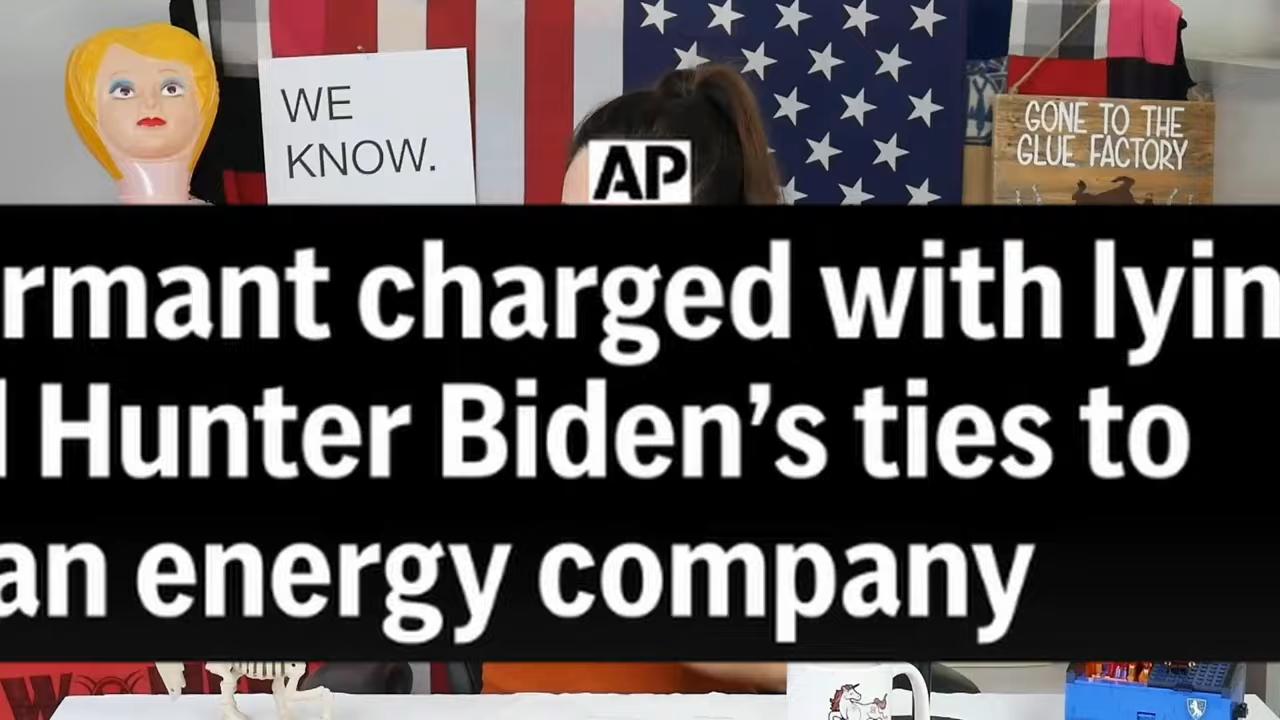 WE
KNOW.
GONE TO THE
GLUE FACTORY
AP
rmant charged with lyin
Hunter Biden's ties to
an energy company